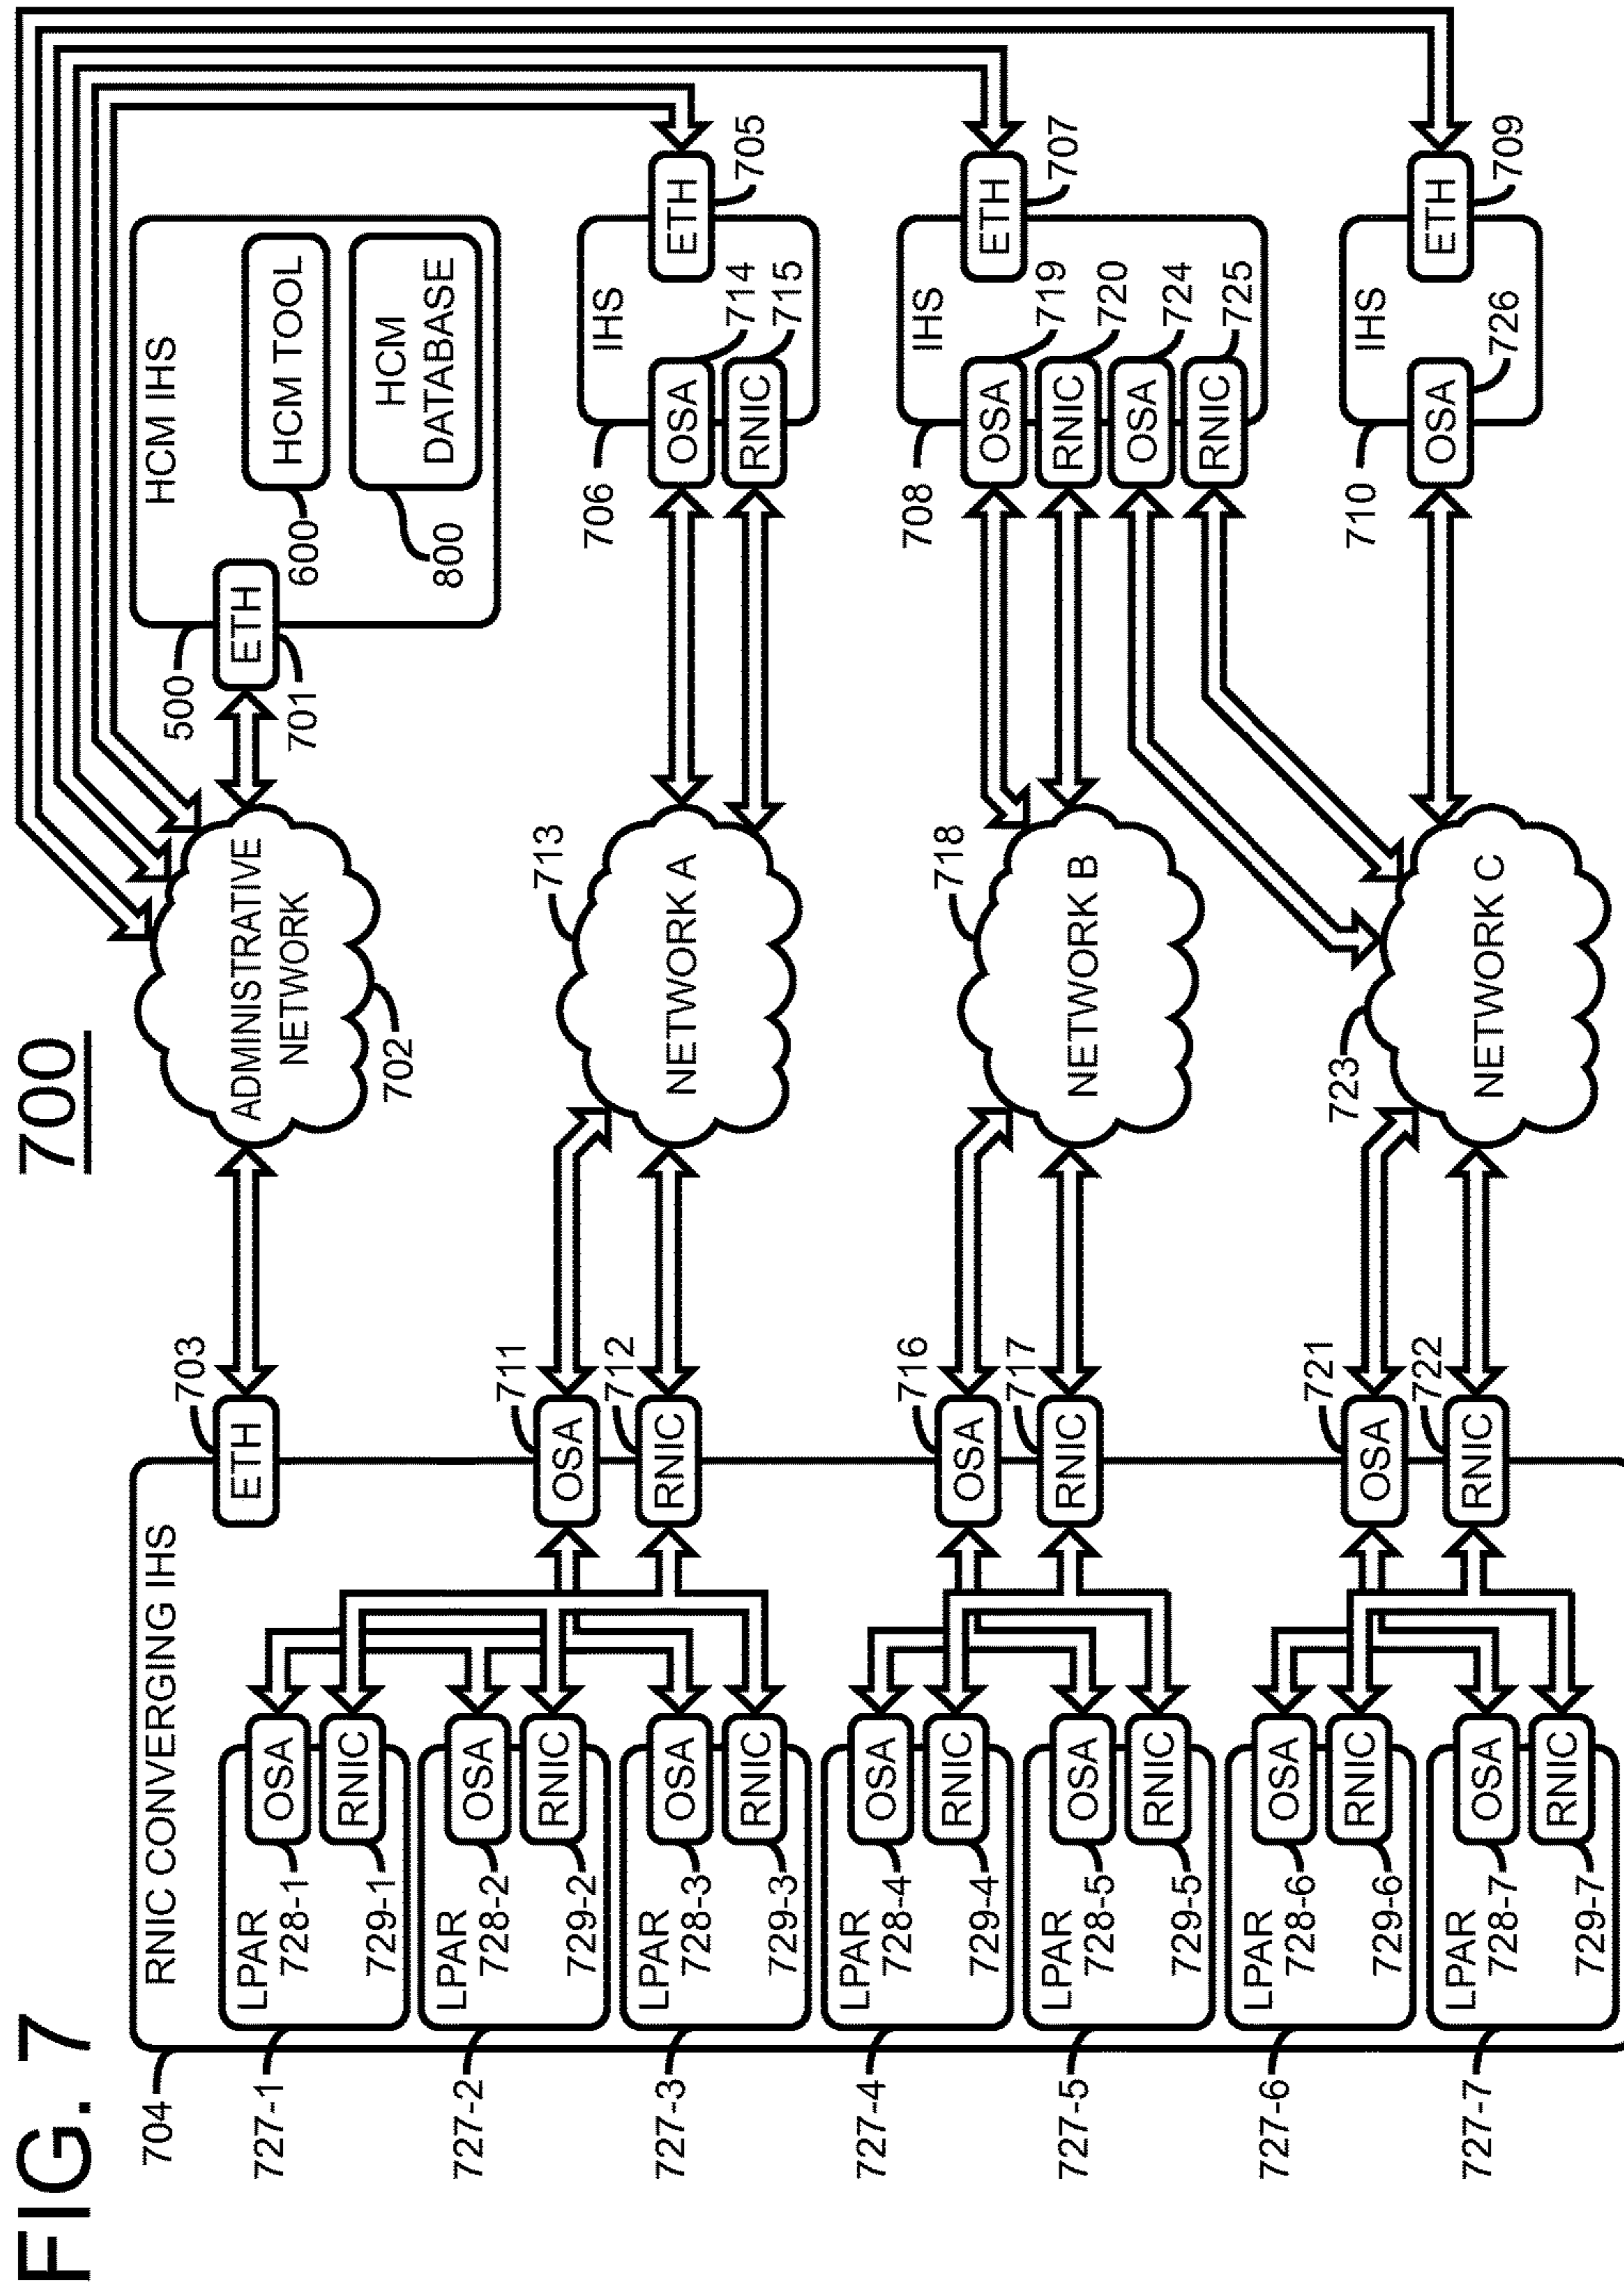 FIG. 7
700
704
RNIC CONVERGING IHS
ETH
703
727-1
LPAR
728-1
OSA
729-1
RNIC
727-2
LPAR
728-2
OSA
729-2
RNIC
727-3
LPAR
728-3
OSA
729-3
RNIC
727-4
LPAR
728-4
OSA
729-4
RNIC
727-5
LPAR
728-5
OSA
729-5
RNIC
727-6
LPAR
728-6
OSA
729-6
RNIC
727-7
LPAR
728-7
OSA
729-7
RNIC
OSA
711
RNIC
712
OSA
716
RNIC
717
OSA
721
RNIC
722
ADMINISTRATIVE
NETWORK
702
NETWORK A
713
NETWORK B
718
NETWORK C
723
HCM IHS
500
ETH
701
HCM TOOL
600
HCM
DATABASE
800
IHS
706
OSA
714
RNIC
715
ETH
705
IHS
708
OSA
719
RNIC
720
OSA
724
RNIC
725
ETH
707
IHS
710
OSA
726
ETH
709